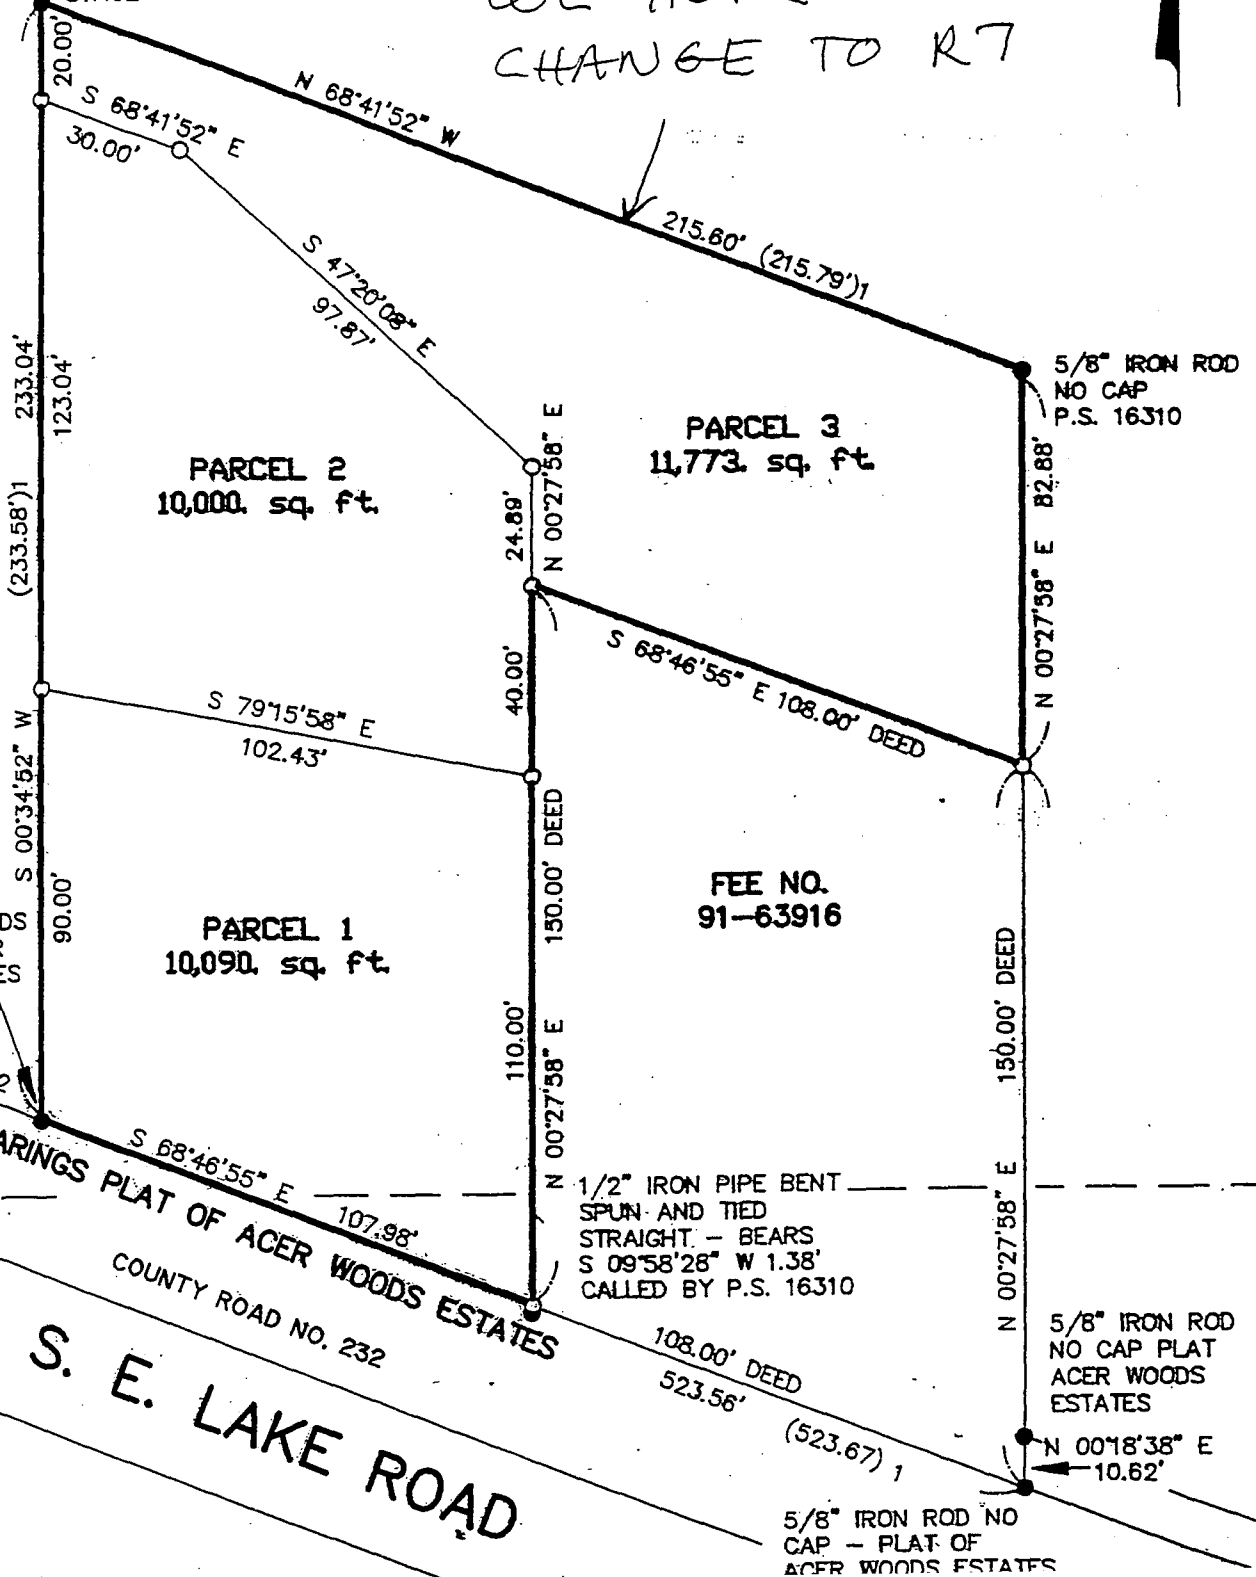 CHANGE TO R7
20.00'
S 68°41'52" E
30.00'
N 68°41'52" W
215.60' (215.79')1
S 47°20'08" E
97.87'
5/8" IRON ROD
NO CAP
P.S. 16310
233.04'
(233.58')1
123.04'
PARCEL 2
10,000. sq. ft.
PARCEL 3
11,773. sq. ft.
24.89'
N 00°27'58" E
N 00°27'58" E 82.88'
40.00'
S 68°46'55" E 108.00' DEED
S 79°15'58" E
102.43'
S 00°34'52" W
90.00'
PARCEL 1
10,090. sq. ft.
FEE NO.
91-63916
110.00'
N 00°27'58" E 150.00' DEED
N 00°27'58" E 150.00' DEED
S 68°46'55" E
107.98'
PLAT OF ACER WOODS ESTATES
COUNTY ROAD NO. 232
S. E. LAKE ROAD
1/2" IRON PIPE BENT
SPUN AND TIED
STRAIGHT - BEARS
S 09°58'28" W 1.38'
CALLED BY P.S. 16310
108.00' DEED
523.56' (523.67) 1
5/8" IRON ROD
NO CAP PLAT
ACER WOODS
ESTATES
N 00°18'38" E
10.62'
5/8" IRON ROD NO
CAP - PLAT OF
ACER WOODS ESTATES